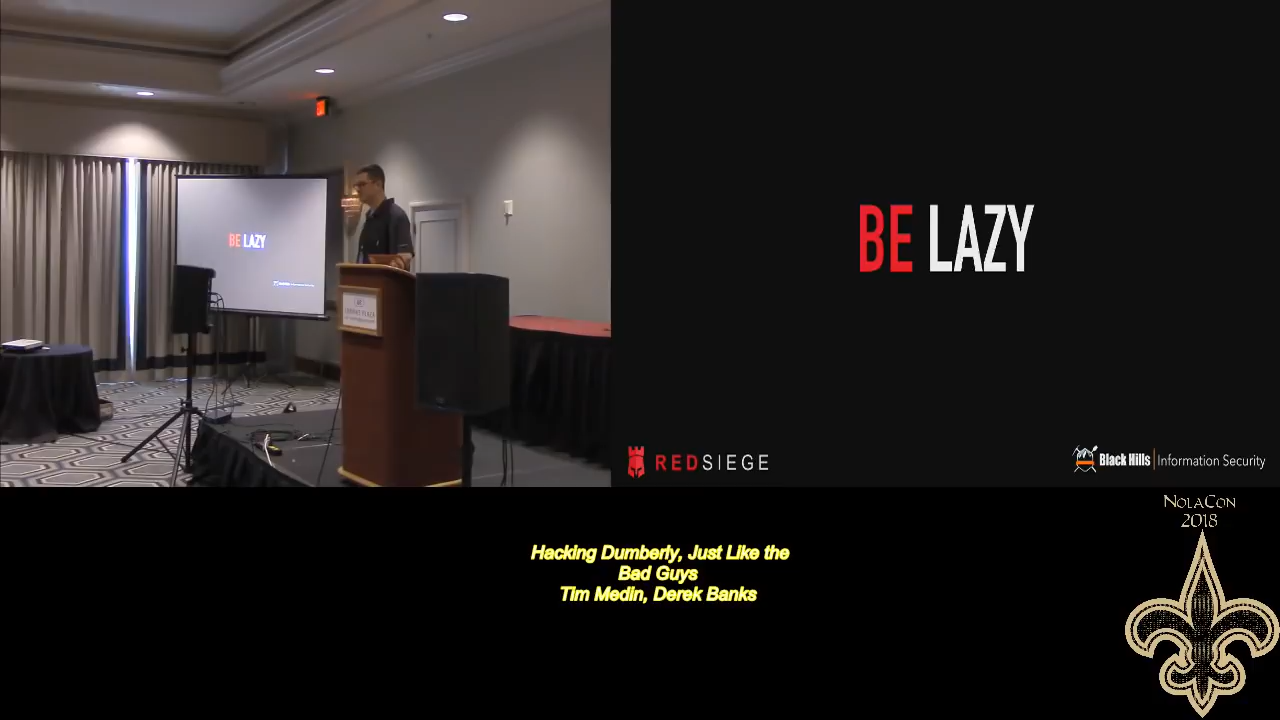 BE LAZY
BE LAZY
REDSIEGE
Black Hills Information Security
NOLACON
2018
Hacking Dumberly, Just Like the
Bad Guys
Tim Medin, Derek Banks